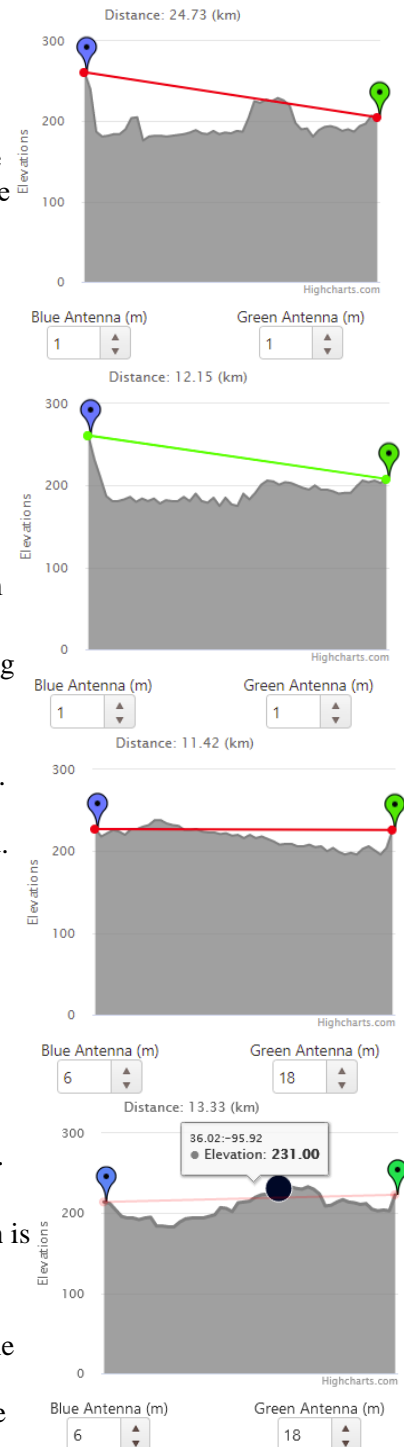 Distance: 24.73 (km)
300
200
100
0
Elevations
Highcharts.com
Blue Antenna (m)
Green Antenna (m)
1
1
Distance: 12.15 (km)
300
200
100
0
Elevations
Highcharts.com
g
Blue Antenna (m)
Green Antenna (m)
1
1
Distance: 11.42 (km)
.
300
200
100
0
Elevations
Highcharts.com
Blue Antenna (m)
Green Antenna (m)
6
18
Distance: 13.33 (km)
300
200
100
0
Elevations
36.02:-95.92
● Elevation: 231.00
.
n is
Highcharts.com
e
Blue Antenna (m)
Green Antenna (m)
6
18